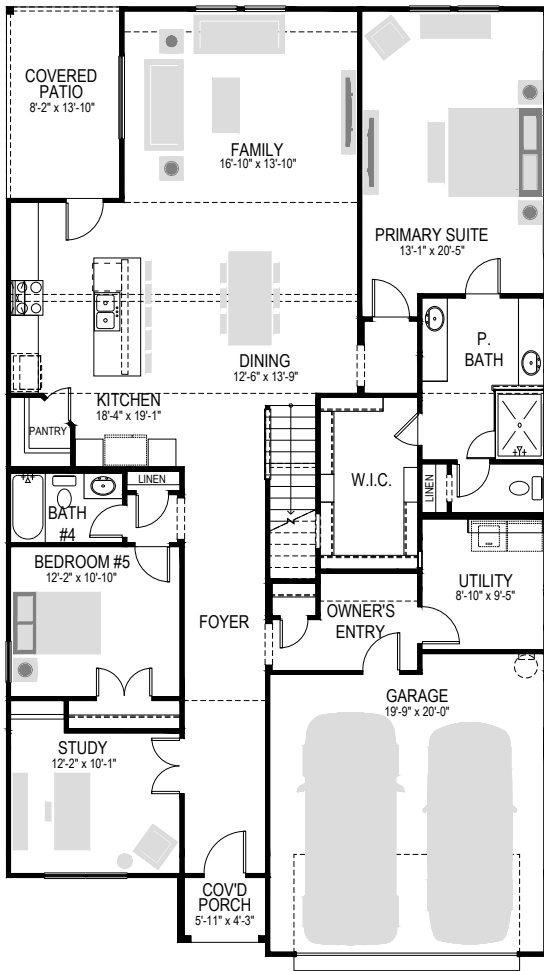 COVERED
PATIO
8'-2" x 13'-10"
FAMILY
16'-10" x 13'-10"
PRIMARY SUITE
13'-1" x 20'-5"
P.
BATH
DINING
12'-6" x 13'-9"
KITCHEN
18'-4" x 19'-1"
PANTRY
W.I.C.
LINEN
LINEN
BATH
#4
BEDROOM #5
12'-2" x 10'-10"
UTILITY
8'-10" x 9'-5"
FOYER
OWNER'S
ENTRY
GARAGE
19'-9" x 20'-0"
STUDY
12'-2" x 10'-1"
COV'D
PORCH
5'-11" x 4'-3"